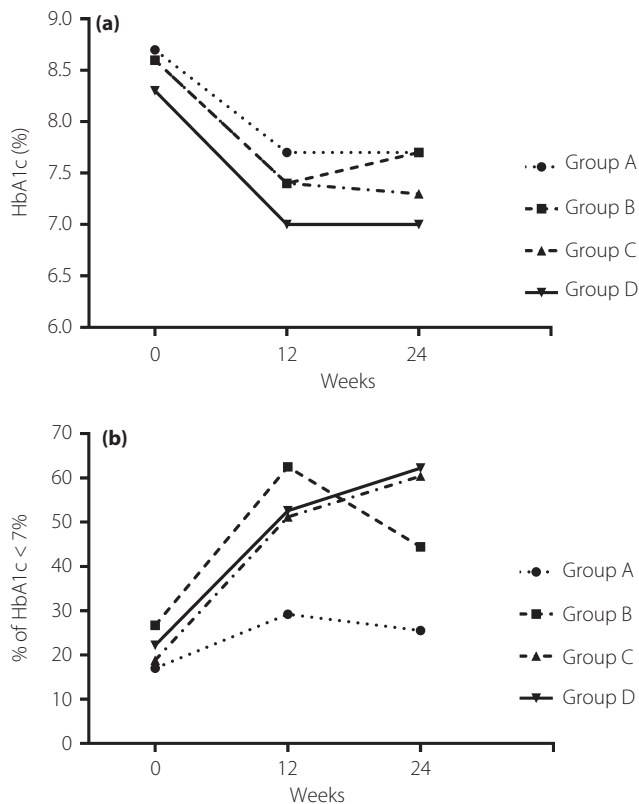 (a)
9.0
8.5
8.0
7.5
7.0
6.5
6.0
HbA1c (%)
0 12 24
Weeks
Group A
Group B
Group C
Group D
(b)
70
60
50
40
30
20
10
0
% of HbA1c < 7%
0 12 24
Weeks
Group A
Group B
Group C
Group D